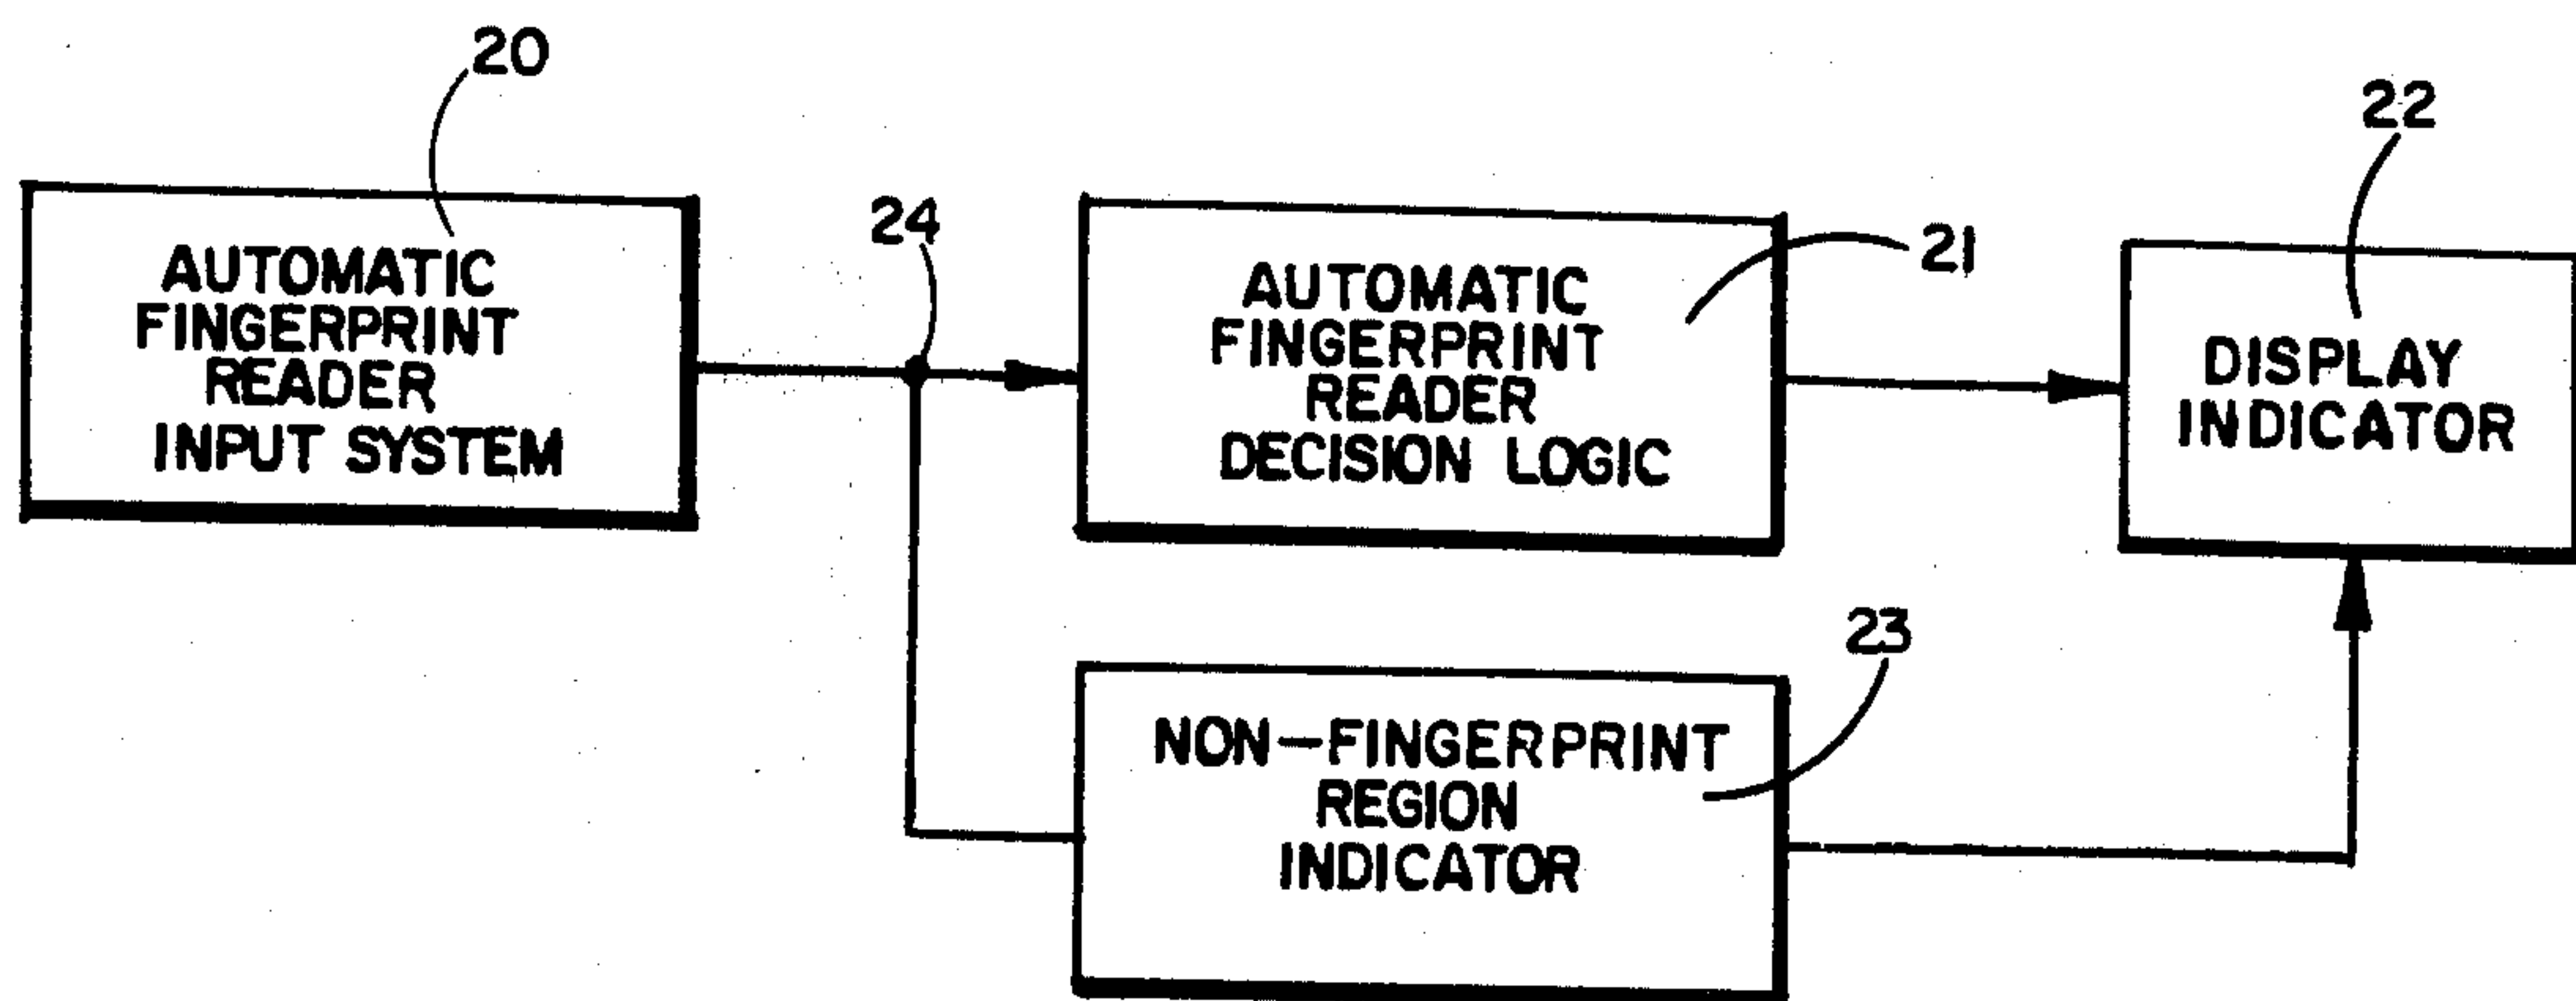 20
AUTOMATIC
FINGERPRINT
READER
INPUT SYSTEM
24
AUTOMATIC
FINGERPRINT
READER
DECISION LOGIC
21
22
DISPLAY
INDICATOR
23
NON-FINGERPRINT
REGION
INDICATOR